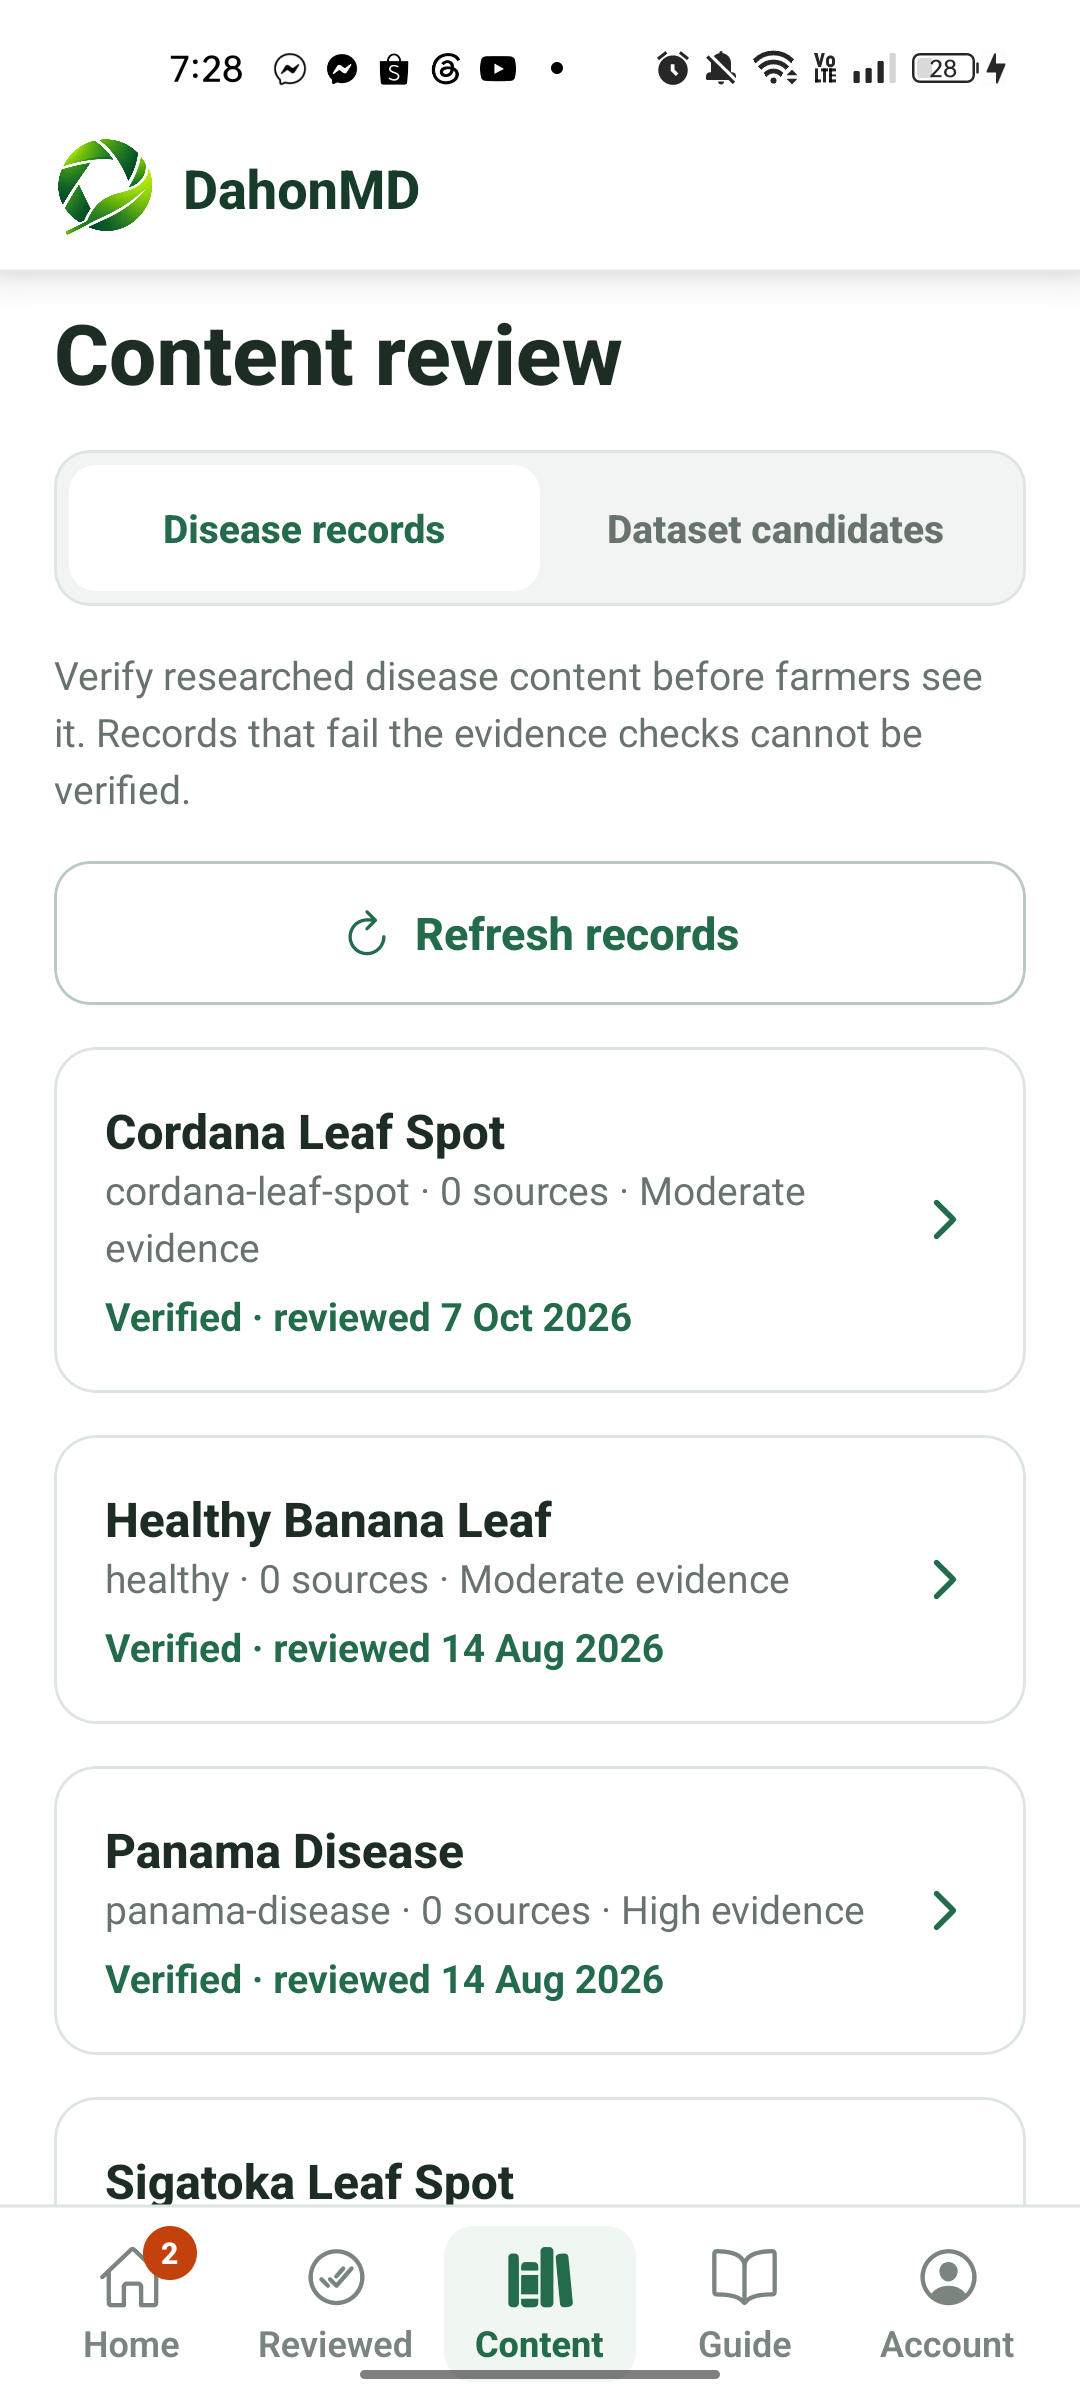 7:28
Vo
LTE
28
DahonMD
Content review
Disease records
Dataset candidates
Verify researched disease content before farmers see
it. Records that fail the evidence checks cannot be
verified.
Refresh records
Cordana Leaf Spot
cordana-leaf-spot · 0 sources · Moderate
evidence
Verified · reviewed 7 Oct 2026
Healthy Banana Leaf
healthy · 0 sources · Moderate evidence
Verified · reviewed 14 Aug 2026
Panama Disease
panama-disease · 0 sources · High evidence
Verified · reviewed 14 Aug 2026
Sigatoka Leaf Spot
2
Home
Reviewed
Content
Guide
Account